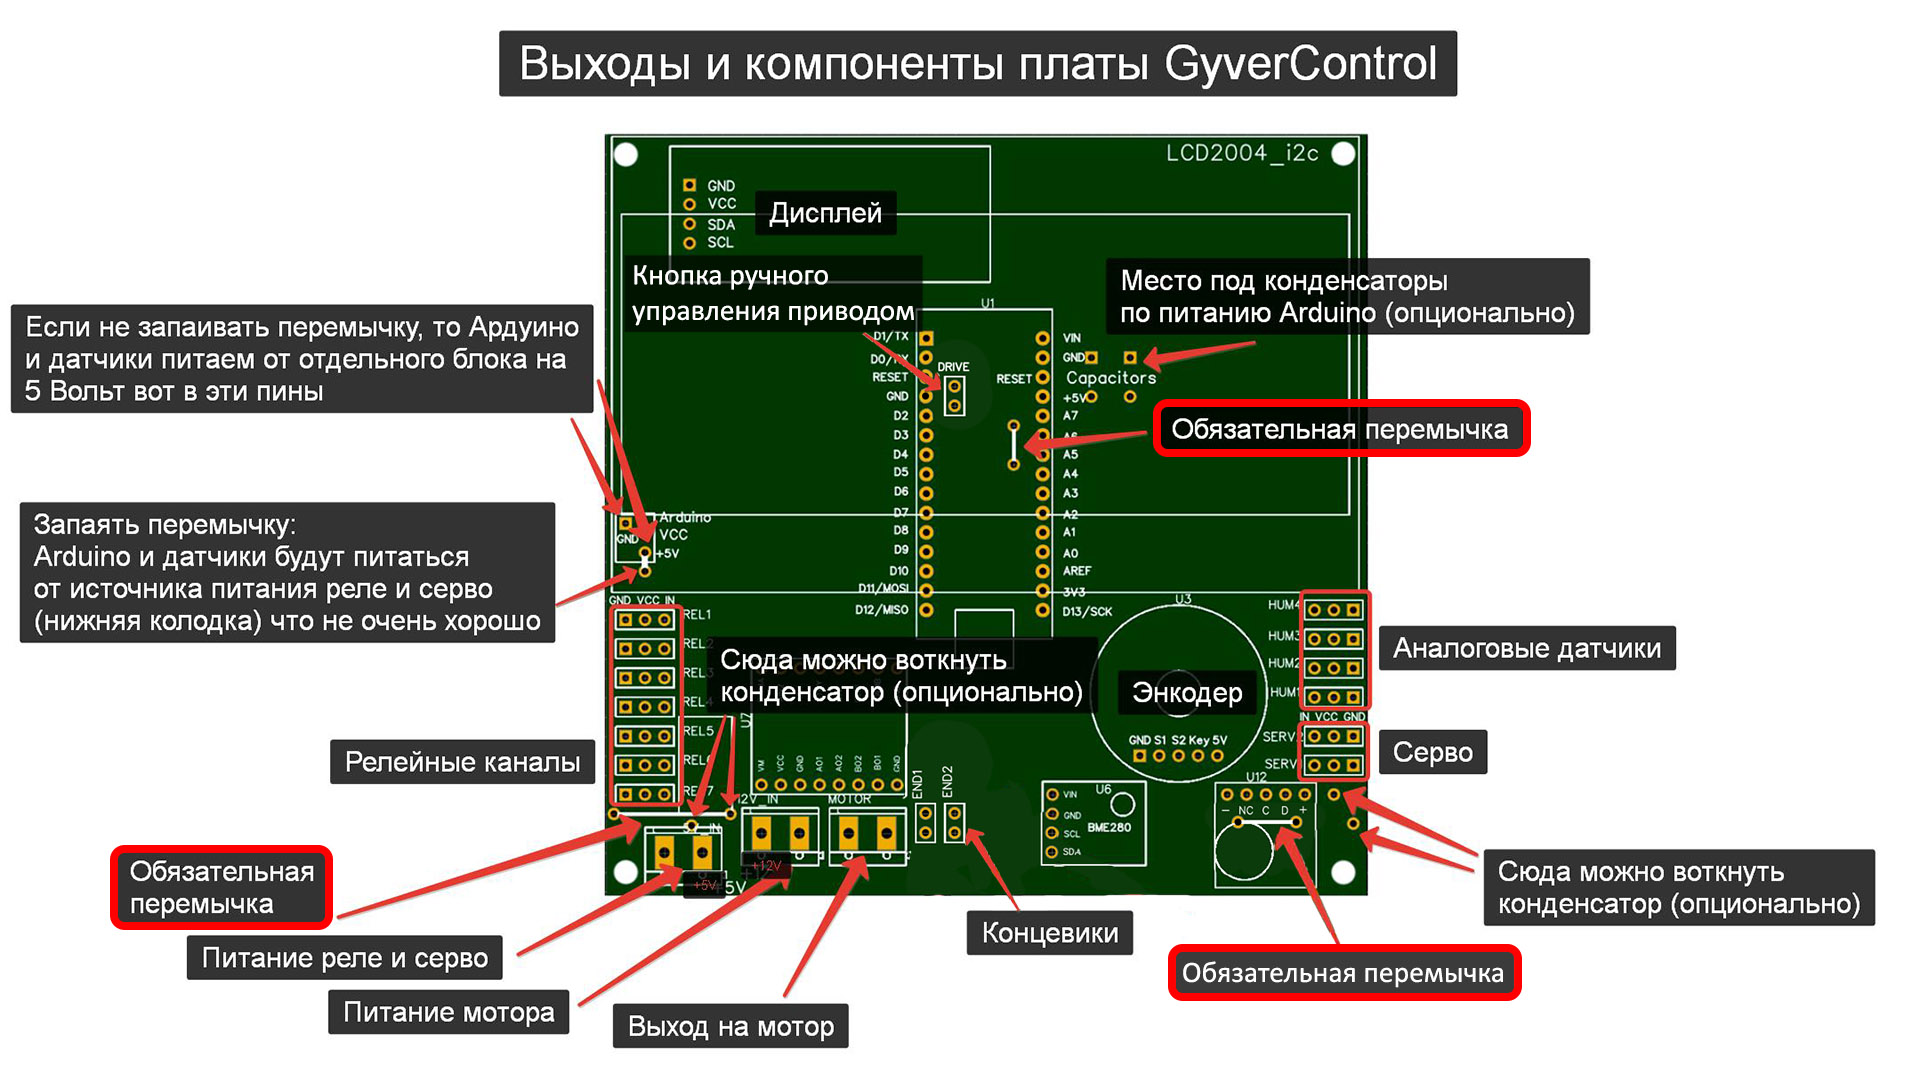 Выходы и компоненты платы GyverControl
LCD2004_i2c
GND
VCC
SDA
SCL
Дисплей
Кнопка ручного
управления приводом
U1
Место под конденсаторы
по питанию Arduino (опционально)
Если не запаивать перемычку, то Ардуино
и датчики питаем от отдельного блока на
5 Вольт вот в эти пины
D1/TX
RESET
GND
D2
D3
D4
D5
D6
D7
D8
D9
D10
D11/MOSI
D12/MISO
DRIVE
VIN
GND
RESET
Capacitors
+5V
A7
A6
A5
A4
A3
A2
A1
A0
AREF
3V3
D13/SCK
Обязательная перемычка
Запаять перемычку:
Arduino и датчики будут питаться
от источника питания реле и серво
(нижняя колодка) что не очень хорошо
Arduino
VCC
GND
+5V
GND VCC IN
REL1
REL2
REL3
REL4
REL5
Релейные каналы
Сюда можно воткнуть
конденсатор (опционально)
U7
VM
VCC
GND
AO1
AO2
BO2
BO1
GND
U3
Энкодер
GND S1 S2 Key 5V
HUM4
HUM3
HUM2
HUM1
Аналоговые датчики
IN VCC GND
SERV2
SERV
Серво
12V_IN
MOTOR
END1
END2
VIN
GND
SCL
SDA
U6
BME280
U12
– NC C D +
+12V
+5V
+5V
Обязательная
перемычка
Питание реле и серво
Питание мотора
Выход на мотор
Концевики
Обязательная перемычка
Сюда можно воткнуть
конденсатор (опционально)